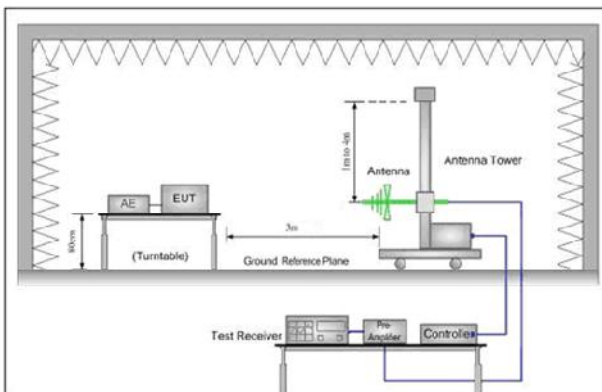 1m to 4m
Antenna
Antenna Tower
AE
EUT
80cm
(Turntable)
3m
Ground Reference Plane
Test Receiver
Pre-
Amplifier
Controller